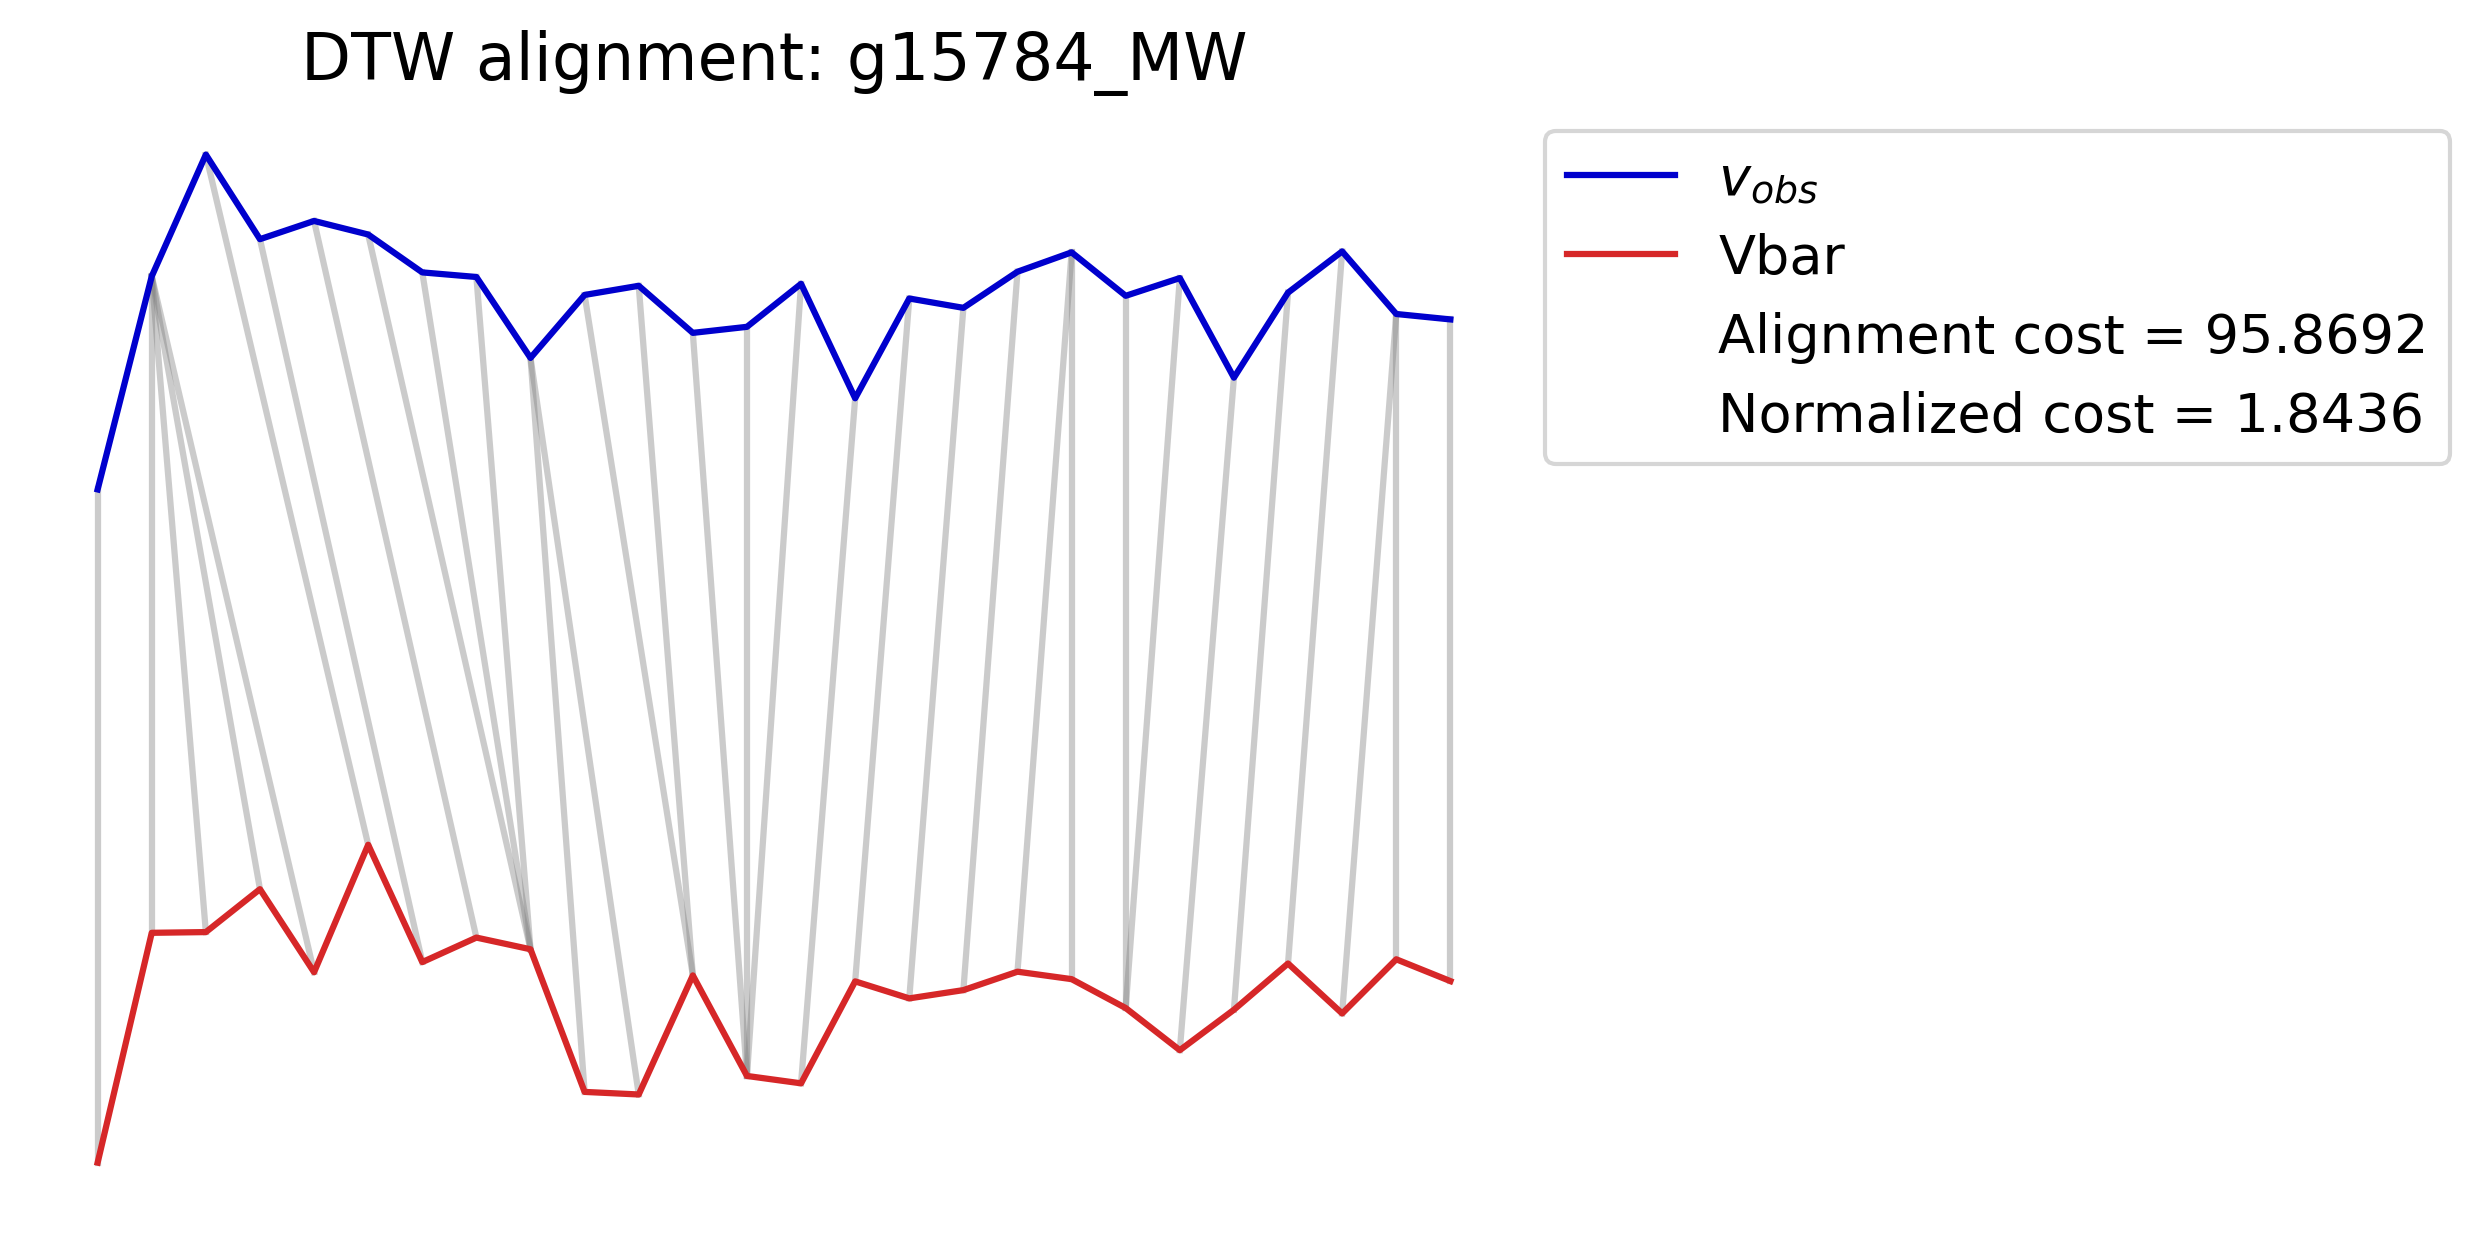 DTW alignment: g15784_MW
v_obs
Vbar
Alignment cost = 95.8692
Normalized cost = 1.8436